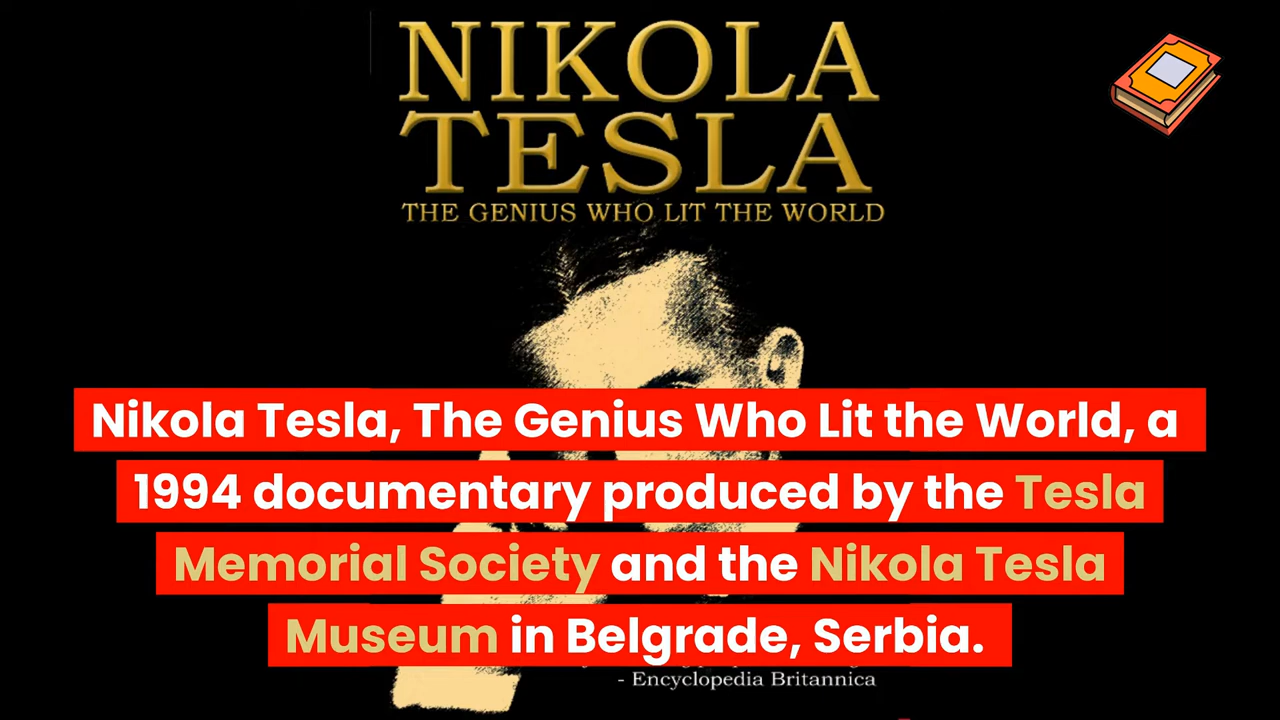 NIKOLA
TESLA
THE GENIUS WHO LIT THE WORLD
Nikola Tesla, The Genius Who Lit the World, a
1994 documentary produced by the Tesla
Memorial Society and the Nikola Tesla
Museum in Belgrade, Serbia.
- Encyclopedia Britannica